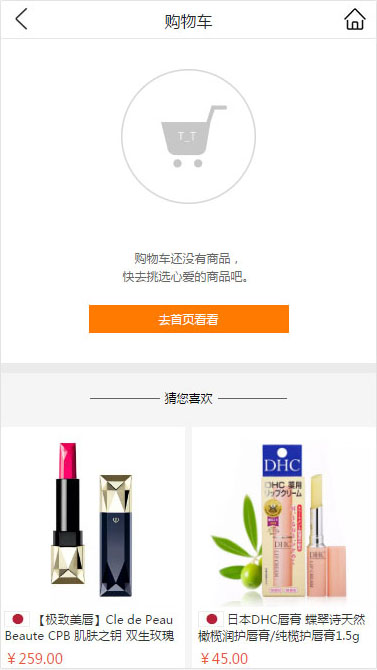 购物车
T_T
购物车还没有商品，
快去挑选心爱的商品吧。
去首页看看
猜您喜欢
DHC
DHC 薬用
リップクリーム
DHC
【极致美唇】Cle de Peau
Beaute CPB 肌肤之钥 双生玫瑰
¥259.00
日本DHC唇膏 蝶翠诗天然
橄榄润护唇膏/纯榄护唇膏1.5g
¥45.00